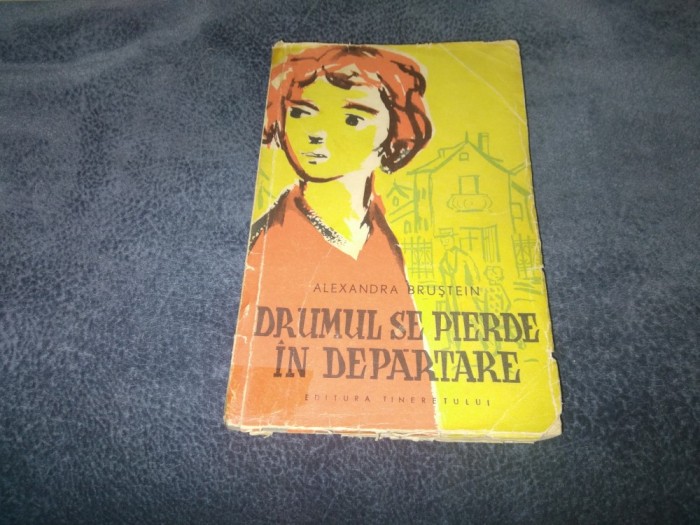 ALEXANDRA BRUȘTEIN
DRUMUL SE PIERDE
ÎN DEPARTARE
EDITURA TINERETULUI